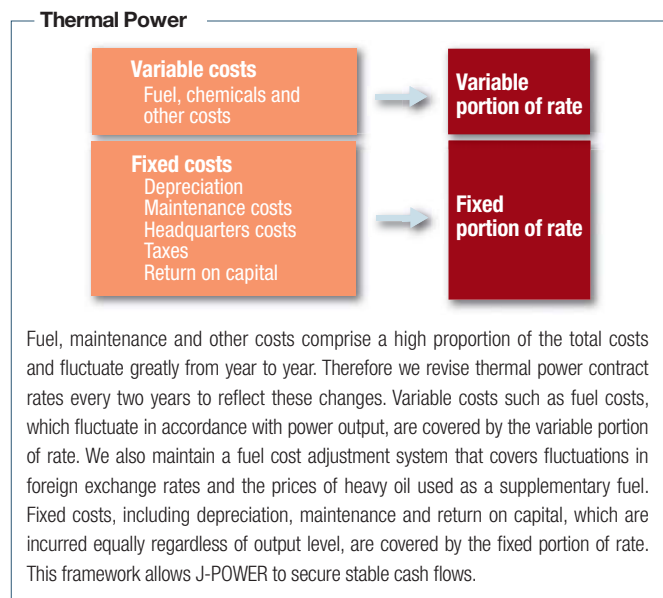 Thermal Power
Variable costs
Fuel, chemicals and
other costs
Variable
portion of rate
Fixed costs
Depreciation
Maintenance costs
Headquarters costs
Taxes
Return on capital
Fixed
portion of rate
Fuel, maintenance and other costs comprise a high proportion of the total costs
and fluctuate greatly from year to year. Therefore we revise thermal power contract
rates every two years to reflect these changes. Variable costs such as fuel costs,
which fluctuate in accordance with power output, are covered by the variable portion
of rate. We also maintain a fuel cost adjustment system that covers fluctuations in
foreign exchange rates and the prices of heavy oil used as a supplementary fuel.
Fixed costs, including depreciation, maintenance and return on capital, which are
incurred equally regardless of output level, are covered by the fixed portion of rate.
This framework allows J-POWER to secure stable cash flows.